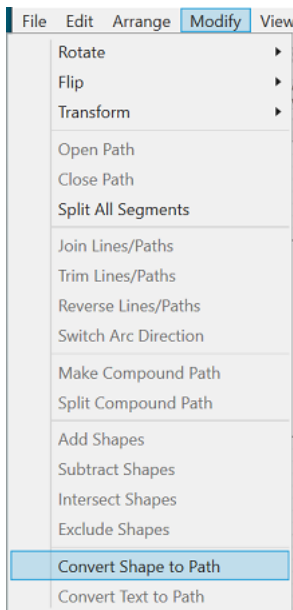 File Edit Arrange Modify View
Rotate
Flip
Transform
Open Path
Close Path
Split All Segments
Join Lines/Paths
Trim Lines/Paths
Reverse Lines/Paths
Switch Arc Direction
Make Compound Path
Split Compound Path
Add Shapes
Subtract Shapes
Intersect Shapes
Exclude Shapes
Convert Shape to Path
Convert Text to Path